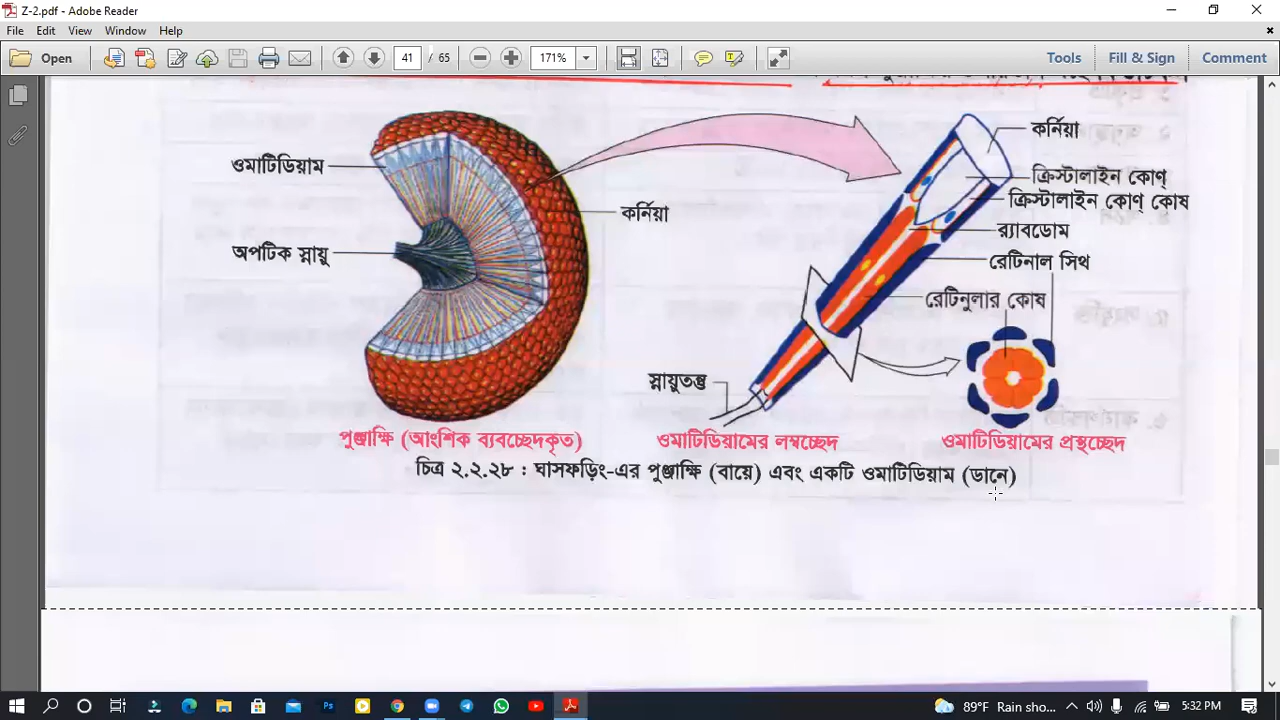 Z-2.pdf - Adobe Reader
File Edit View Window Help
Open 41 / 65 171% Tools Fill & Sign Comment
কর্নিয়া
ওমাটিডিয়াম
ক্রিস্টালাইন কোণ্
ক্রিস্টালাইন কোণ্ কোষ
কর্নিয়া
র‍্যাবডোম
অপটিক স্নায়ু
রেটিনাল সিথ
রেটিনুলার কোষ
স্নায়ুতন্তু
পুঞ্জাক্ষি (আংশিক ব্যবচ্ছেদকৃত) ওমাটিডিয়ামের লম্বচ্ছেদ ওমাটিডিয়ামের প্রস্থচ্ছেদ
চিত্র ২.২.২৮ : ঘাসফড়িং-এর পুঞ্জাক্ষি (বায়ে) এবং একটি ওমাটিডিয়াম (ডানে)
89°F Rain sho... 5:32 PM